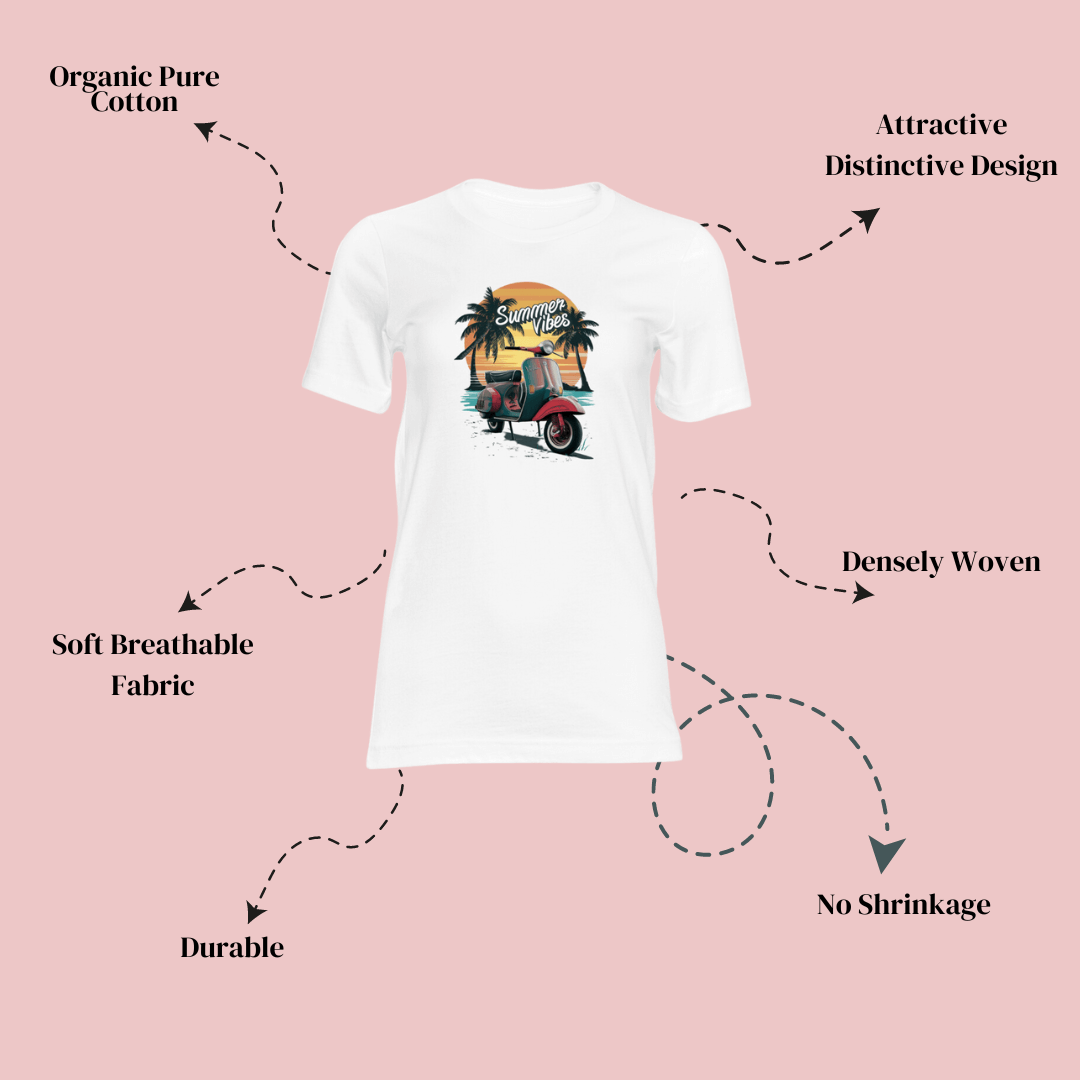 Organic Pure
Cotton
Attractive
Distinctive Design
Summer
Vibes
Densely Woven
Soft Breathable
Fabric
No Shrinkage
Durable